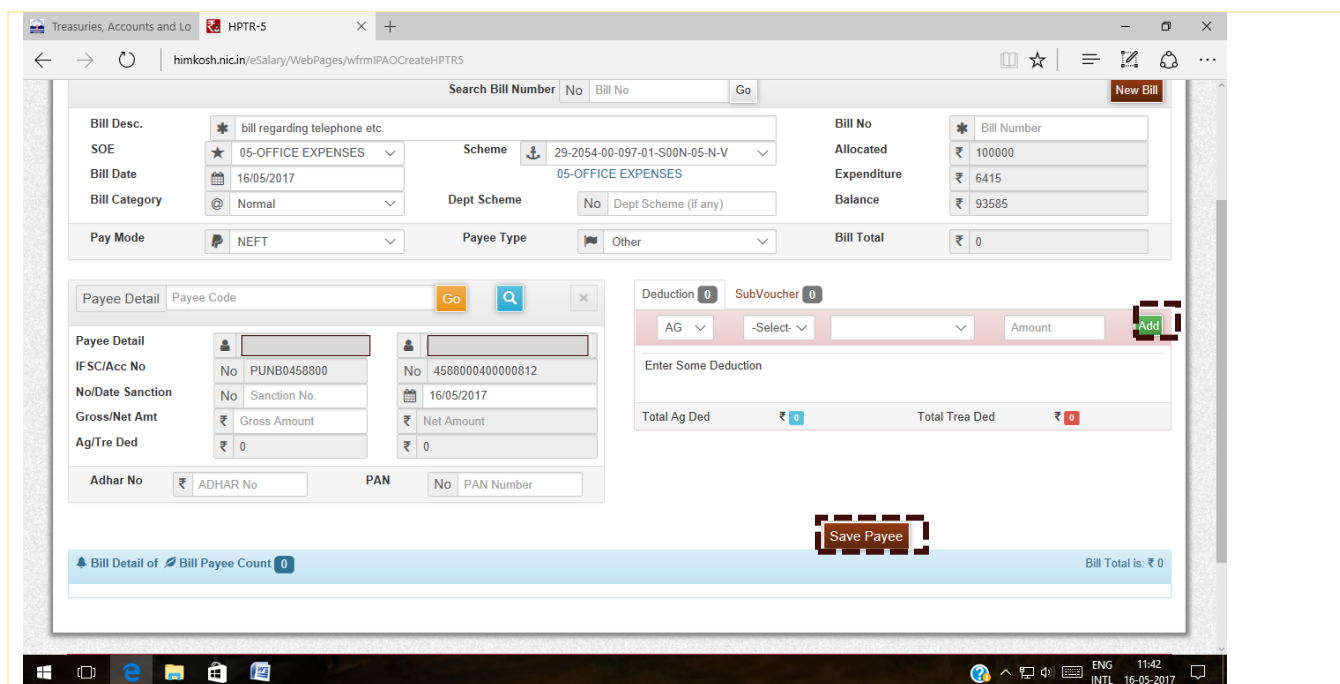 Treasuries, Accounts and Lo HPTR-5
himkosh.nic.in/eSalary/WebPages/wfrmIPAOCreateHPTR5
Search Bill Number No Bill No Go New Bill
Bill Desc. bill regarding telephone etc. Bill No Bill Number
SOE 05-OFFICE EXPENSES Scheme 29-2054-00-097-01-S00N-05-N-V Allocated ₹ 100000
Bill Date 16/05/2017 05-OFFICE EXPENSES Expenditure ₹ 6415
Bill Category @ Normal Dept Scheme No Dept Scheme (if any) Balance ₹ 93585
Pay Mode NEFT Payee Type Other Bill Total ₹ 0
Payee Detail Payee Code Go
Deduction 0 SubVoucher 0
AG -Select- Amount Add
Payee Detail
IFSC/Acc No No PUNB0458800 No 4588000400000812
Enter Some Deduction
No/Date Sanction No Sanction No. 16/05/2017
Gross/Net Amt ₹ Gross Amount ₹ Net Amount
Total Ag Ded ₹ 0 Total Trea Ded ₹ 0
Ag/Tre Ded ₹ 0 ₹ 0
Adhar No ₹ ADHAR No PAN No PAN Number
Save Payee
Bill Detail of Bill Payee Count 0 Bill Total is: ₹ 0
ENG 11:42
INTL 16-05-2017